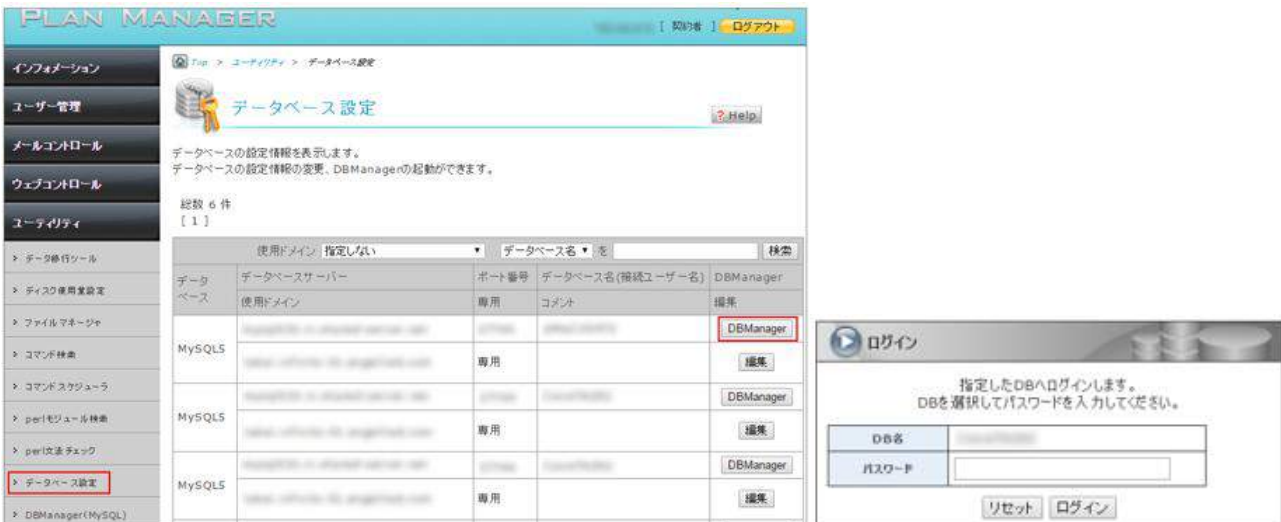 PLAN MANAGER
[ 契約者 ] ログアウト
インフォメーション
ユーザー管理
メールコントロール
ウェブコントロール
ユーティリティ
> データ移行ツール
> ディスク使用量設定
> ファイルマネージャ
> コマンド検索
> コマンドスケジューラ
> perlモジュール検索
> perl文法チェック
> データベース設定
> DBManager(MySQL)
Top > ユーティリティ > データベース設定
データベース設定
? Help
データベースの設定情報を表示します。
データベースの設定情報の変更、DBManagerの起動ができます。
総数 6 件
[ 1 ]
使用ドメイン 指定しない データベース名 を 検索
データベース データベースサーバー ポート番号 データベース名(接続ユーザー名) DBManager
使用ドメイン 専用 コメント 編集
MySQL5 DBManager
専用 編集
MySQL5 DBManager
専用 編集
MySQL5 DBManager
専用 編集
ログイン
指定したDBへログインします。
DBを選択してパスワードを入力してください。
DB名
パスワード
リセット ログイン